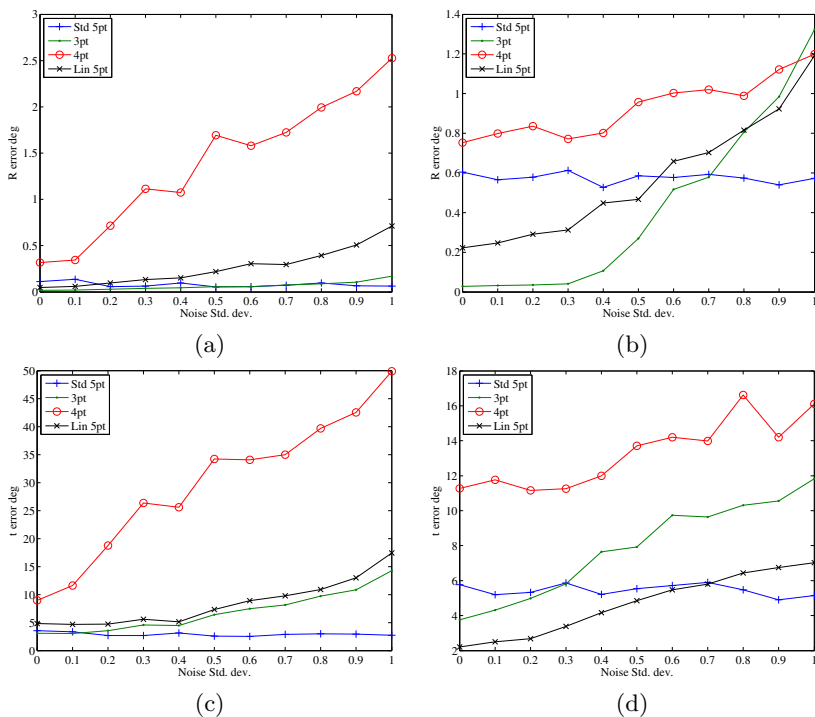 3
2.5
2
1.5
1
0.5
0
R error deg
Std 5pt
3pt
4pt
Lin 5pt
0 0.1 0.2 0.3 0.4 0.5 0.6 0.7 0.8 0.9 1
Noise Std. dev.
(a)
1.4
1.2
1
0.8
0.6
0.4
0.2
0
R error deg
Std 5pt
3pt
4pt
Lin 5pt
0 0.1 0.2 0.3 0.4 0.5 0.6 0.7 0.8 0.9 1
Noise Std. dev.
(b)
50
45
40
35
30
25
20
15
10
5
0
t error deg
Std 5pt
3pt
4pt
Lin 5pt
0 0.1 0.2 0.3 0.4 0.5 0.6 0.7 0.8 0.9 1
Noise Std. dev.
(c)
18
16
14
12
10
8
6
4
2
t error deg
Std 5pt
3pt
4pt
Lin 5pt
0 0.1 0.2 0.3 0.4 0.5 0.6 0.7 0.8 0.9 1
Noise Std. dev.
(d)